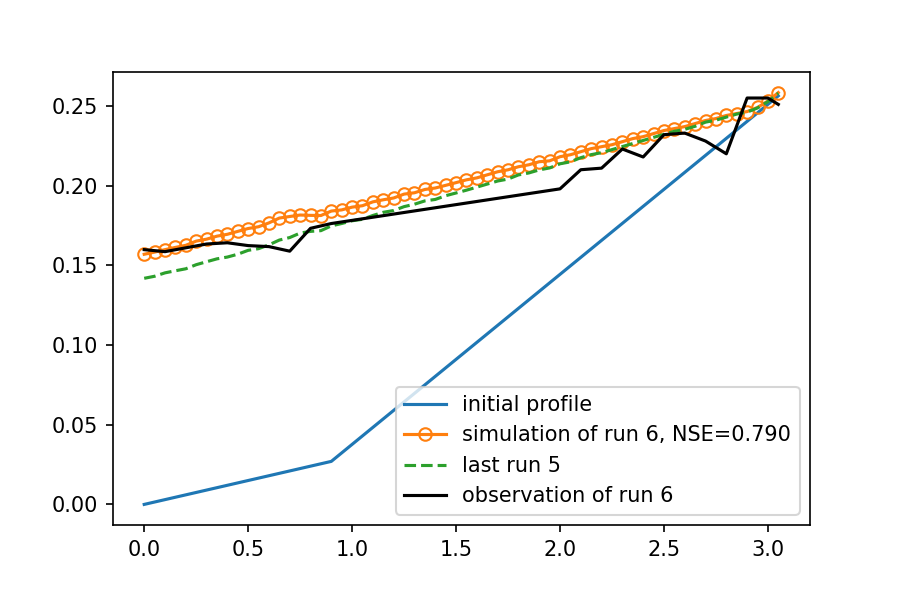 0.25
0.20
0.15
0.10
0.05
0.00
initial profile
simulation of run 6, NSE=0.790
last run 5
observation of run 6
0.0 0.5 1.0 1.5 2.0 2.5 3.0